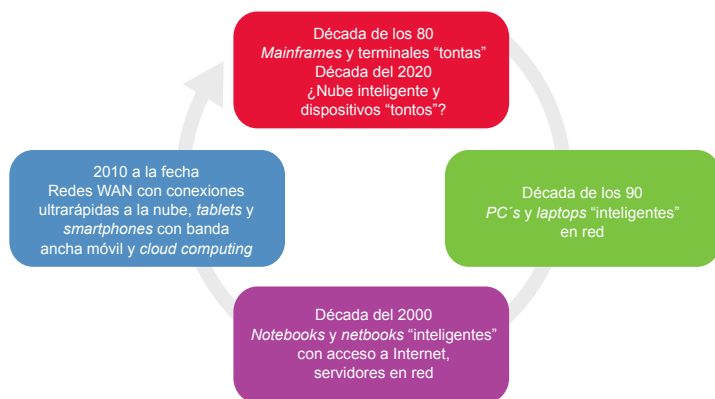 Década de los 80
Mainframes y terminales “tontas”
Década del 2020
¿Nube inteligente y
dispositivos “tontos”?
Década de los 90
PC´s y laptops “inteligentes”
en red
Década del 2000
Notebooks y netbooks “inteligentes”
con acceso a Internet,
servidores en red
2010 a la fecha
Redes WAN con conexiones
ultrarápidas a la nube, tablets y
smartphones con banda
ancha móvil y cloud computing